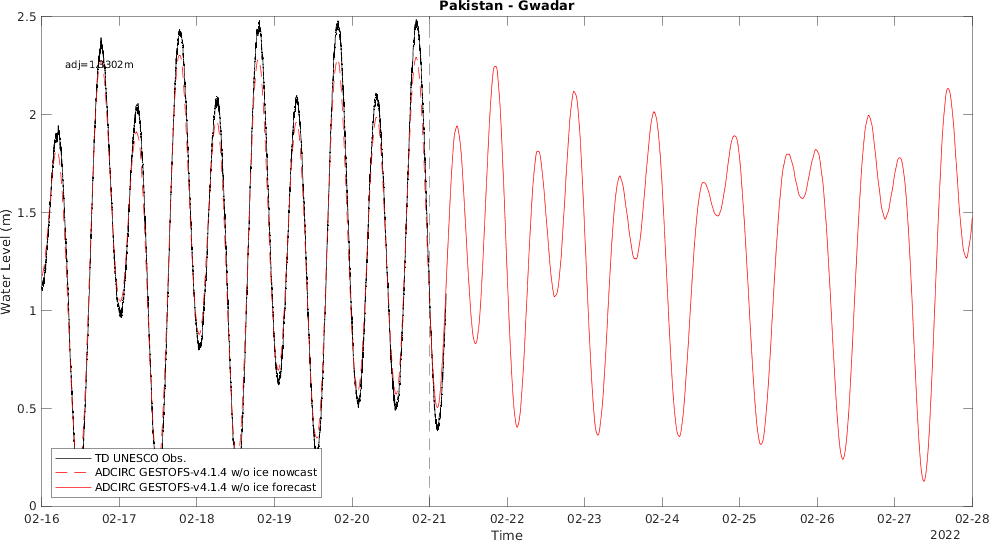 Pakistan - Gwadar
2.5
adj=1.3302m
2
1.5
Water Level (m)
1
0.5
TD UNESCO Obs.
ADCIRC GESTOFS-v4.1.4 w/o ice nowcast
ADCIRC GESTOFS-v4.1.4 w/o ice forecast
0
02-16 02-17 02-18 02-19 02-20 02-21 02-22 02-23 02-24 02-25 02-26 02-27 02-28
Time
2022